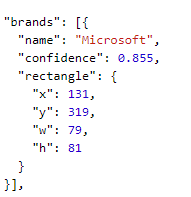 "brands": [{
  "name": "Microsoft",
  "confidence": 0.855,
  "rectangle": {
    "x": 131,
    "y": 319,
    "w": 79,
    "h": 81
  }
}],